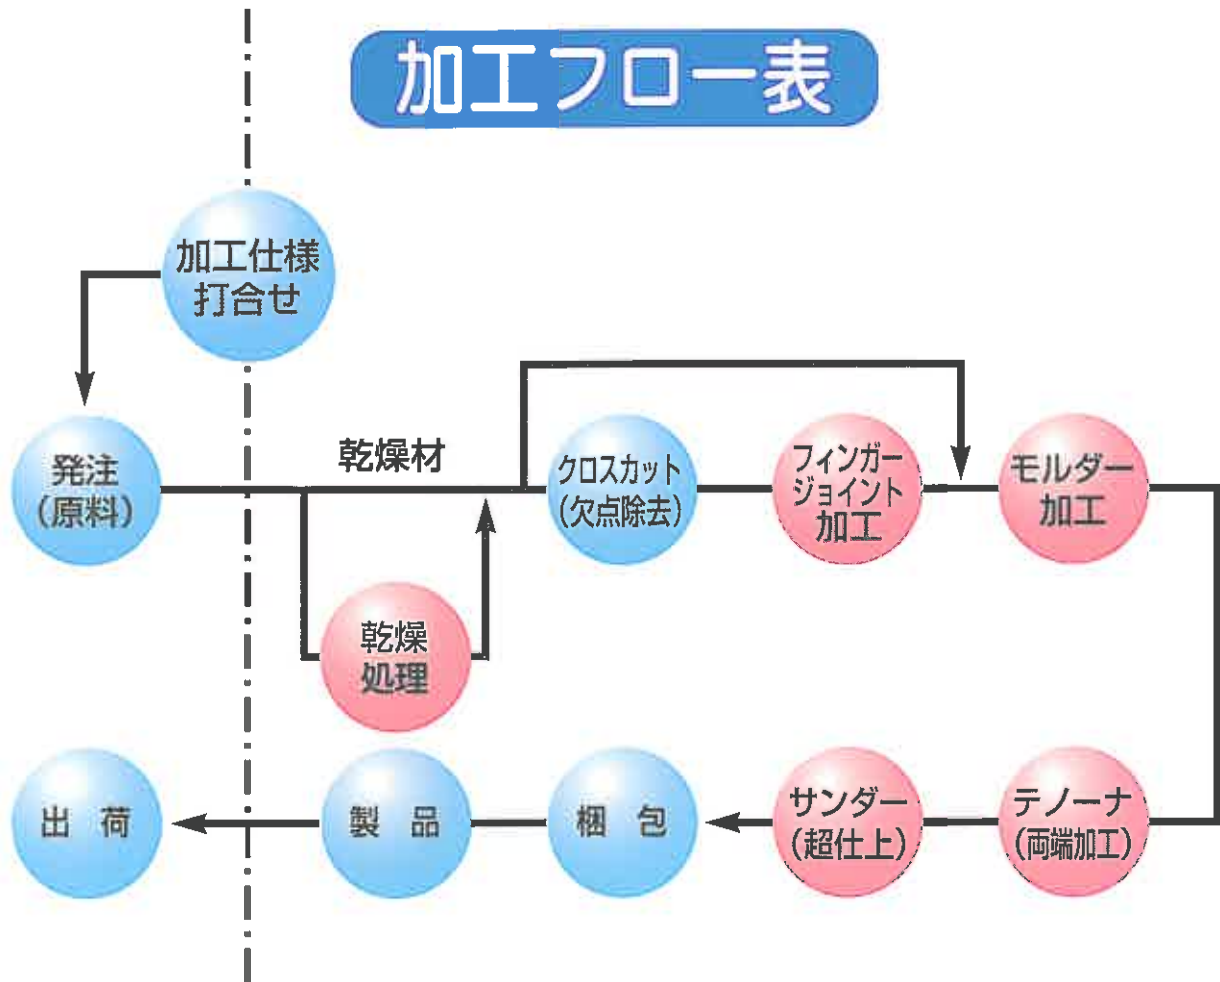 加工フロー表
加工仕様
打合せ
発注
（原料）
乾燥材
乾燥
処理
クロスカット
（欠点除去）
フィンガー
ジョイント
加工
モルダー
加工
テノーナ
（両端加工）
サンダー
（超仕上）
梱 包
製 品
出 荷